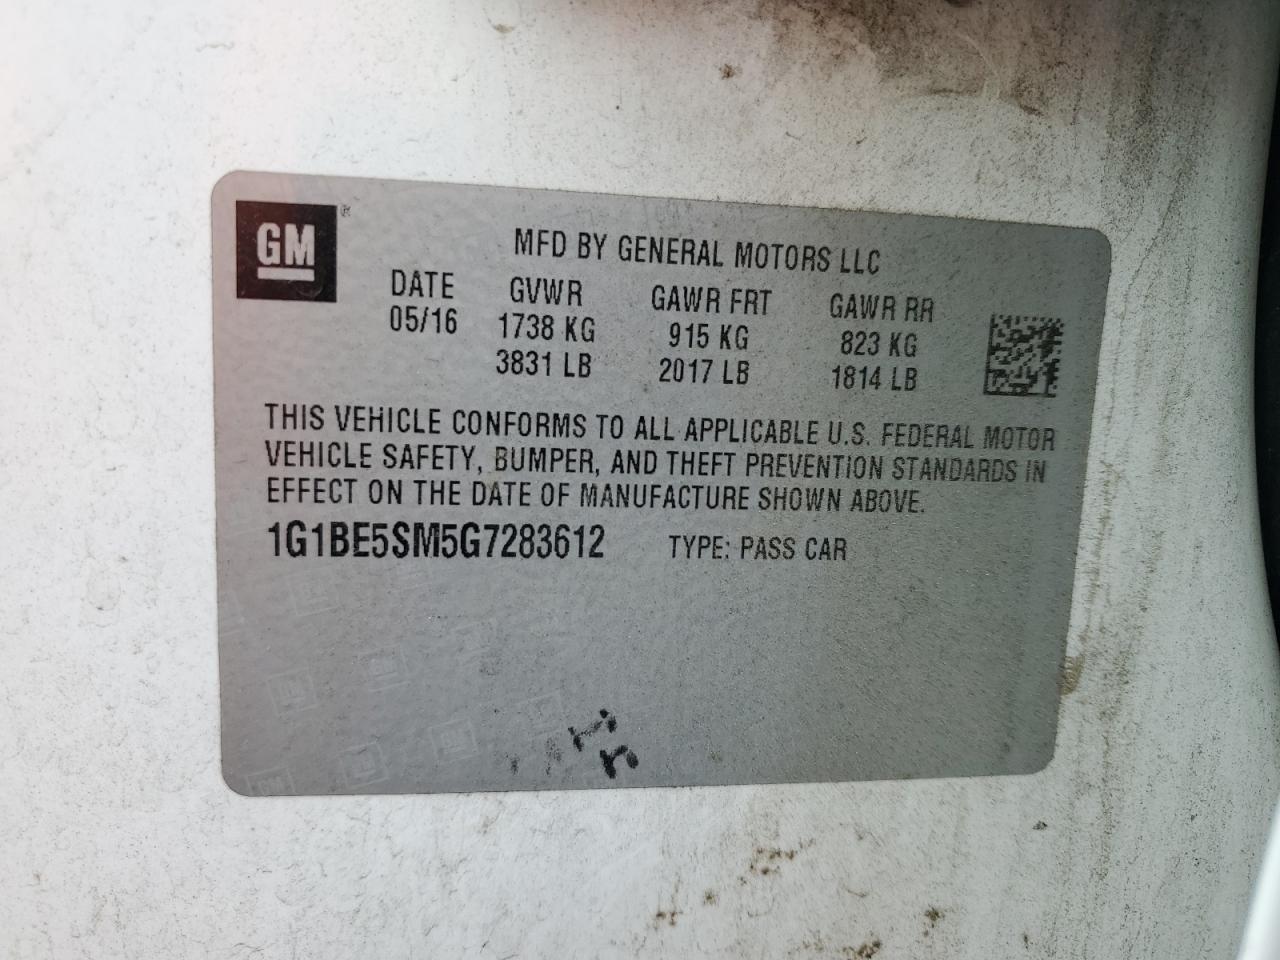 GM®
MFD BY GENERAL MOTORS LLC
DATE GVWR GAWR FRT GAWR RR
05/16 1738 KG 915 KG 823 KG
3831 LB 2017 LB 1814 LB
THIS VEHICLE CONFORMS TO ALL APPLICABLE U.S. FEDERAL MOTOR
VEHICLE SAFETY, BUMPER, AND THEFT PREVENTION STANDARDS IN
EFFECT ON THE DATE OF MANUFACTURE SHOWN ABOVE.
1G1BE5SM5G7283612 TYPE: PASS CAR